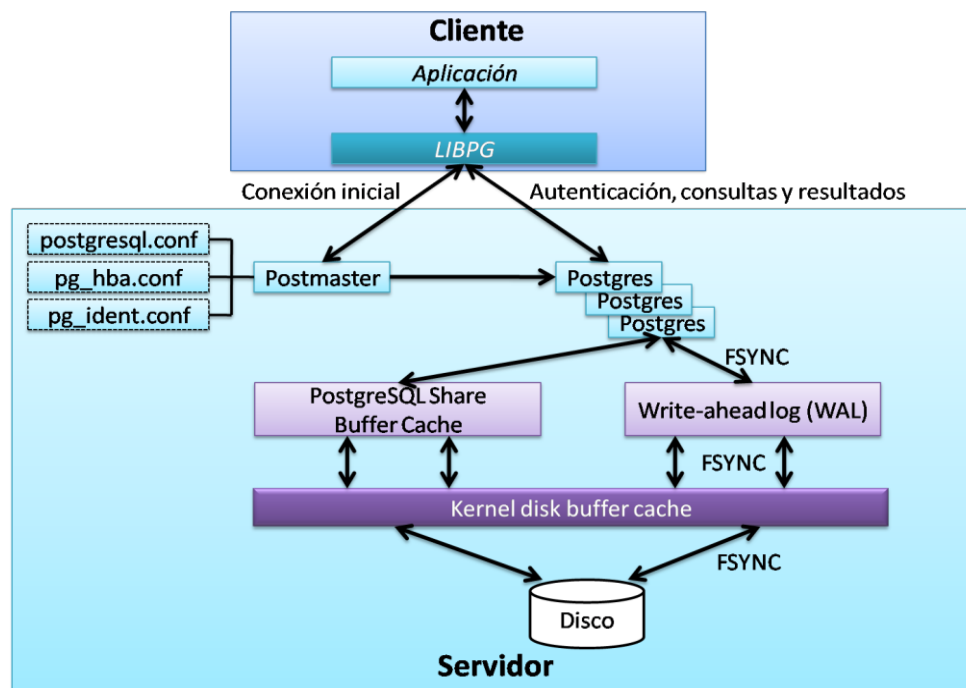 Cliente
Aplicación
LIBPG
Conexión inicial
Autenticación, consultas y resultados
postgresql.conf
pg_hba.conf
pg_ident.conf
Postmaster
Postgres
Postgres
Postgres
FSYNC
PostgreSQL Share
Buffer Cache
Write-ahead log (WAL)
FSYNC
Kernel disk buffer cache
FSYNC
Disco
Servidor